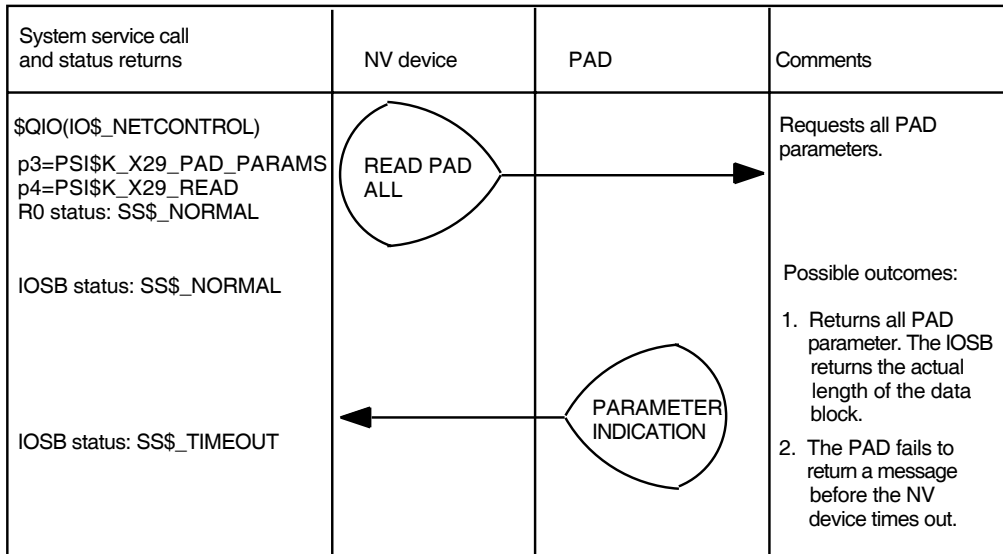 System service call
and status returns
NV device
PAD
Comments
$QIO(IO$_NETCONTROL)
p3=PSI$K_X29_PAD_PARAMS
p4=PSI$K_X29_READ
R0 status: SS$_NORMAL
READ PAD
ALL
Requests all PAD
parameters.
IOSB status: SS$_NORMAL
Possible outcomes:
1. Returns all PAD
parameter. The IOSB
returns the actual
length of the data
block.
PARAMETER
INDICATION
IOSB status: SS$_TIMEOUT
2. The PAD fails to
return a message
before the NV
device times out.